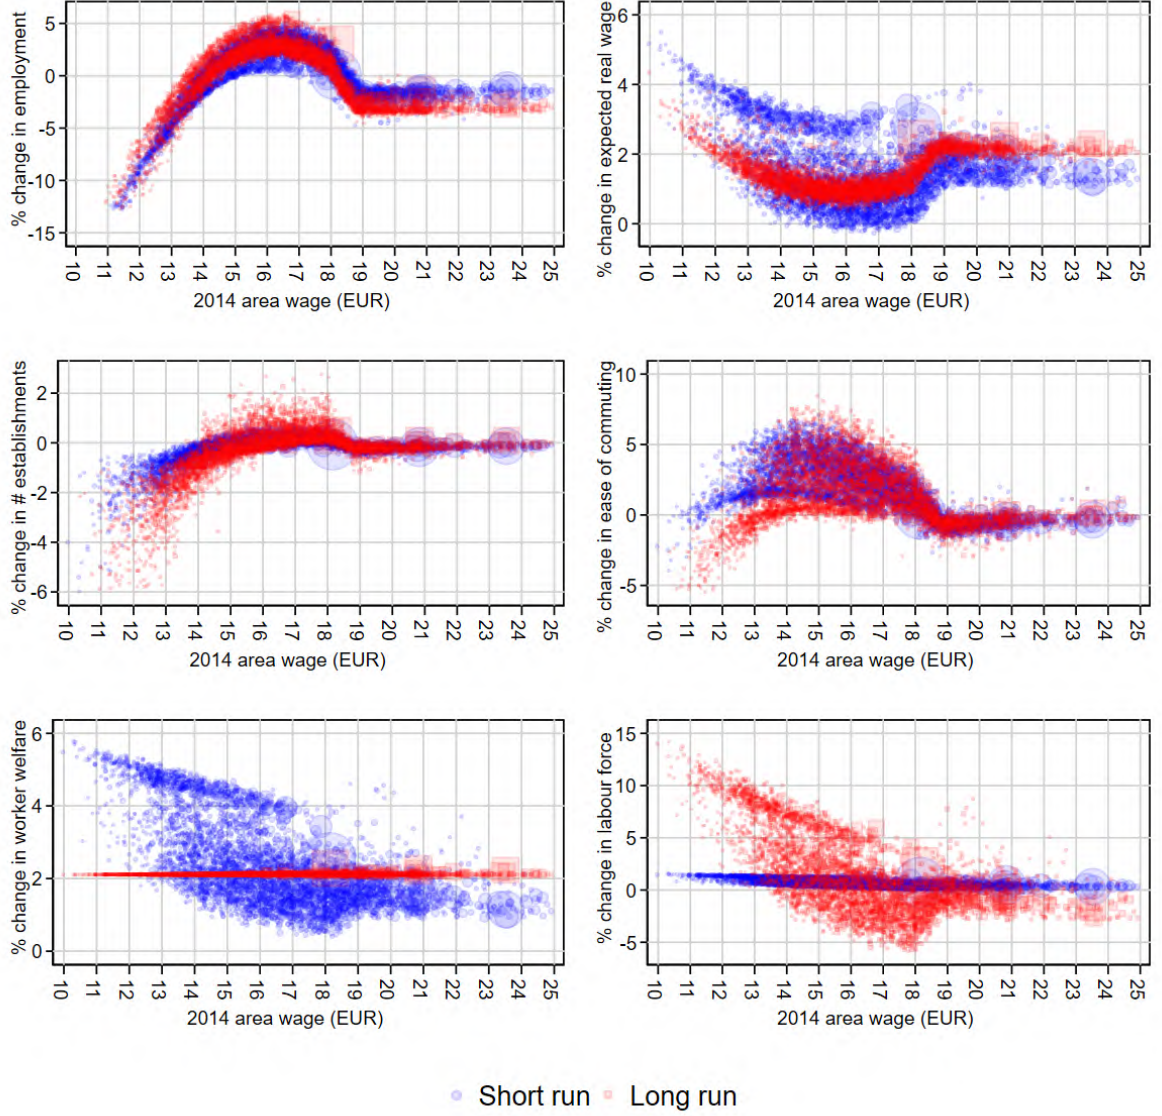 % change in employment
5
0
-5
-10
-15
10 11 12 13 14 15 16 17 18 19 20 21 22 23 24 25
2014 area wage (EUR)
% change in expected real wage
6
4
2
0
10 11 12 13 14 15 16 17 18 19 20 21 22 23 24 25
2014 area wage (EUR)
% change in # establishments
2
0
-2
-4
-6
10 11 12 13 14 15 16 17 18 19 20 21 22 23 24 25
2014 area wage (EUR)
% change in ease of commuting
10
5
0
-5
10 11 12 13 14 15 16 17 18 19 20 21 22 23 24 25
2014 area wage (EUR)
% change in worker welfare
6
4
2
0
10 11 12 13 14 15 16 17 18 19 20 21 22 23 24 25
2014 area wage (EUR)
% change in labour force
15
10
5
0
-5
10 11 12 13 14 15 16 17 18 19 20 21 22 23 24 25
2014 area wage (EUR)
Short run Long run